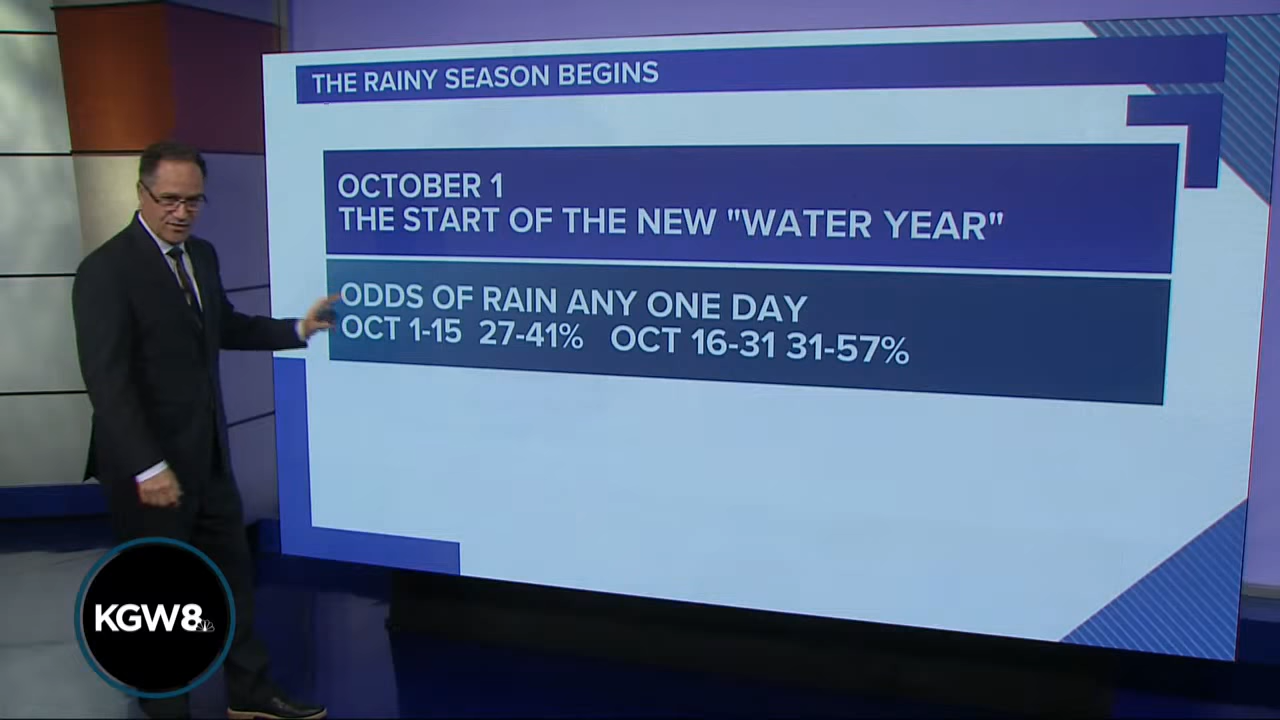 THE RAINY SEASON BEGINS
OCTOBER 1
THE START OF THE NEW "WATER YEAR"
ODDS OF RAIN ANY ONE DAY
OCT 1-15 27-41% OCT 16-31 31-57%
KGW8